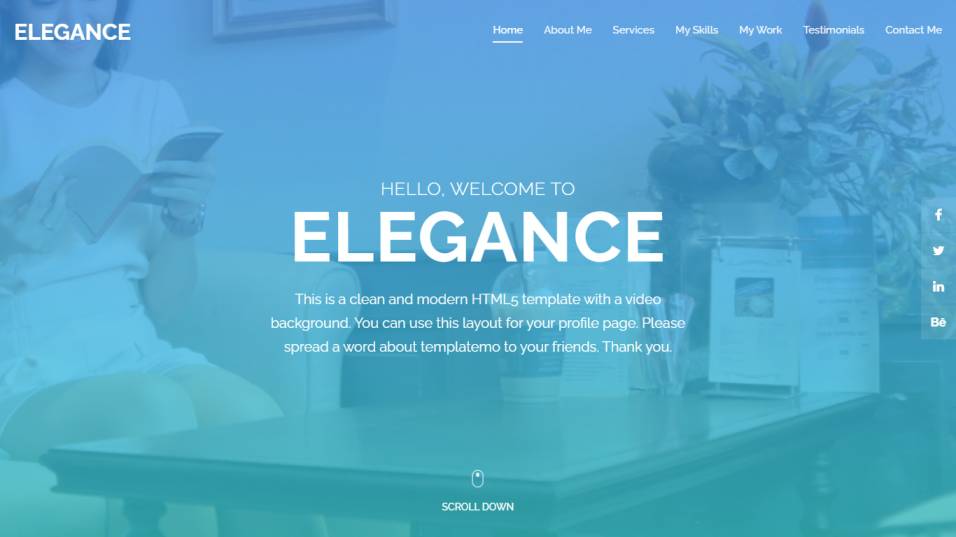 ELEGANCE
Home About Me Services My Skills My Work Testimonials Contact Me
HELLO, WELCOME TO
ELEGANCE
This is a clean and modern HTML5 template with a video
background. You can use this layout for your profile page. Please
spread a word about templatemo to your friends. Thank you.
Bē
SCROLL DOWN